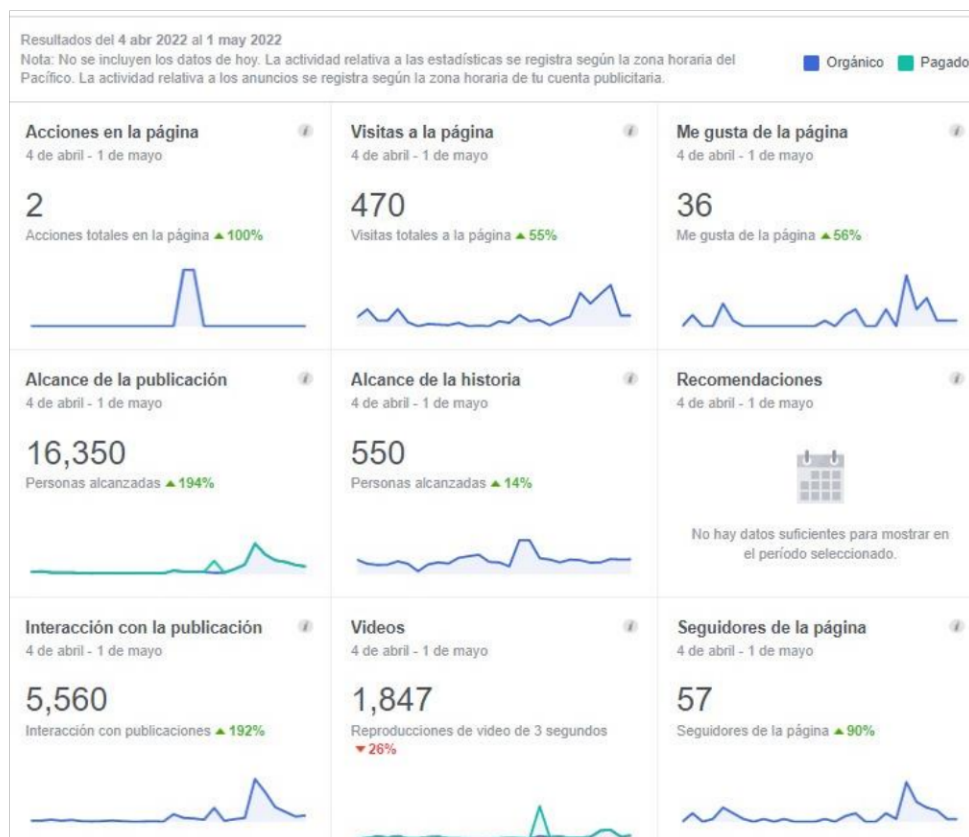 Resultados del 4 abr 2022 al 1 may 2022
Nota: No se incluyen los datos de hoy. La actividad relativa a las estadísticas se registra según la zona horaria del
Pacífico. La actividad relativa a los anuncios se registra según la zona horaria de tu cuenta publicitaria.
Orgánico Pagado
Acciones en la página
4 de abril - 1 de mayo
2
Acciones totales en la página ▲ 100%
Visitas a la página
4 de abril - 1 de mayo
470
Visitas totales a la página ▲ 55%
Me gusta de la página
4 de abril - 1 de mayo
36
Me gusta de la página ▲ 56%
Alcance de la publicación
4 de abril - 1 de mayo
16,350
Personas alcanzadas ▲ 194%
Alcance de la historia
4 de abril - 1 de mayo
550
Personas alcanzadas ▲ 14%
Recomendaciones
4 de abril - 1 de mayo
No hay datos suficientes para mostrar en
el período seleccionado.
Interacción con la publicación
4 de abril - 1 de mayo
5,560
Interacción con publicaciones ▲ 192%
Videos
4 de abril - 1 de mayo
1,847
Reproducciones de video de 3 segundos
▼ 26%
Seguidores de la página
4 de abril - 1 de mayo
57
Seguidores de la página ▲ 90%